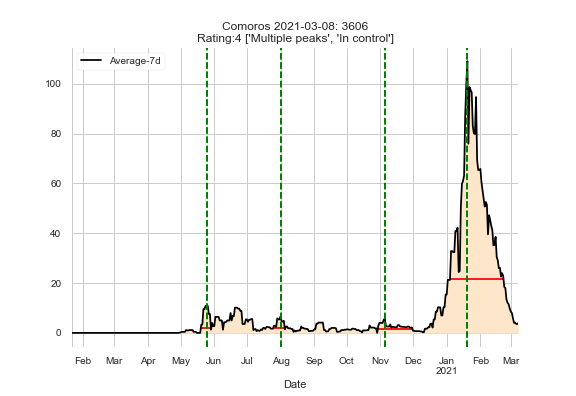 Comoros 2021-03-08: 3606
Rating:4 ['Multiple peaks', 'In control']
Average-7d
100
80
60
40
20
0
Feb Mar Apr May Jun Jul Aug Sep Oct Nov Dec Jan Feb Mar
2021
Date